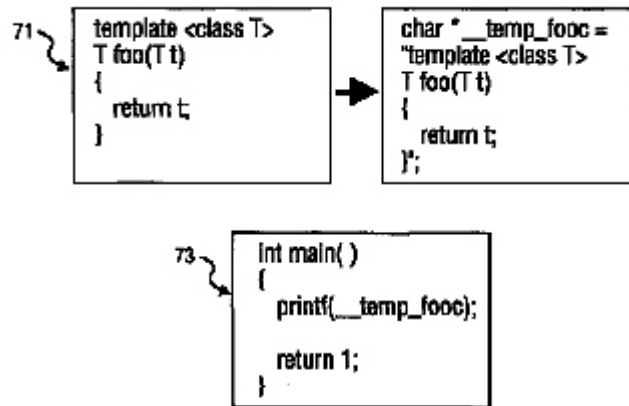 71
template <class T>
T foo(T t)
{
return t;
}
char * __temp_fooc =
"template <class T>
T foo(T t)
{
return t;
}";
73
int main( )
{
printf(__temp_fooc);
return 1;
}